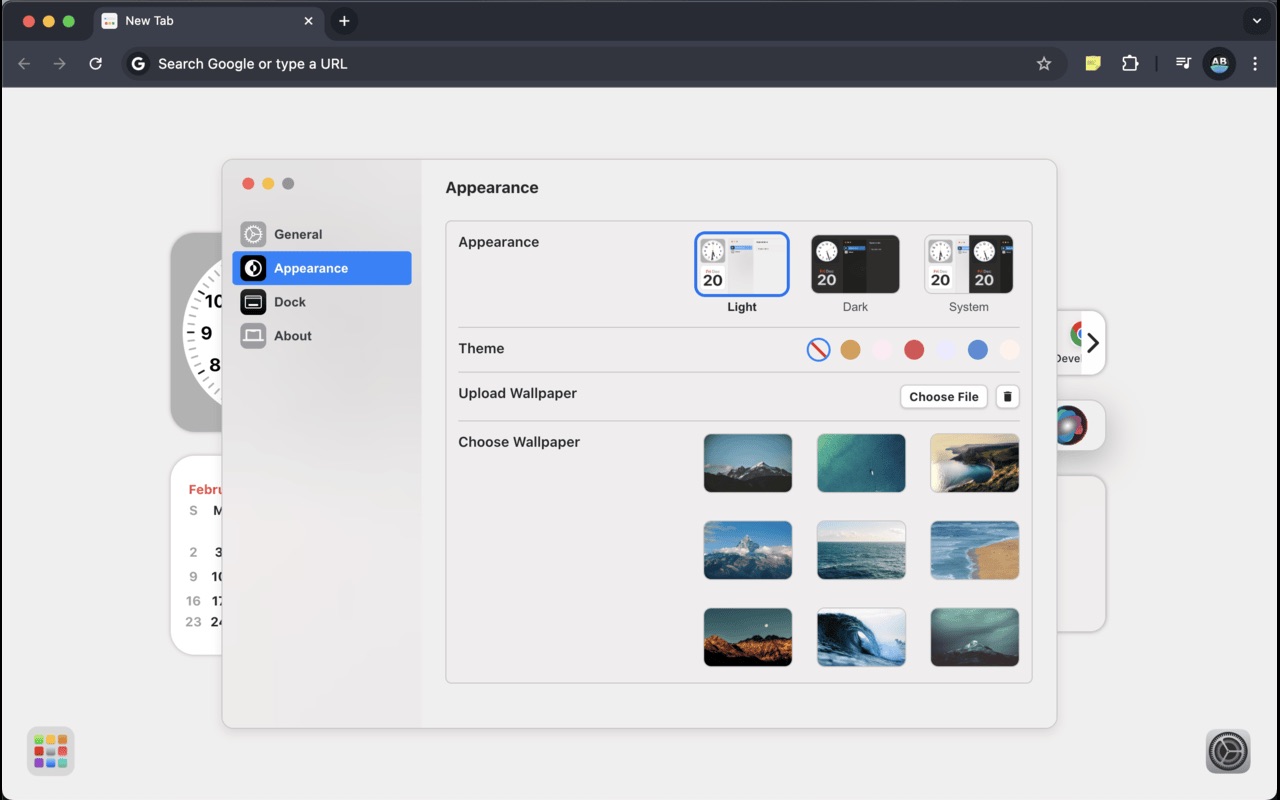 New Tab
Search Google or type a URL
AB
Appearance
General
Appearance
Dock
About
Appearance
20
20
20
20
Light
Dark
System
Theme
Upload Wallpaper
Choose File
Choose Wallpaper
10
9
8
Deve
Febru
S M
2 3
9 10
16 17
23 24